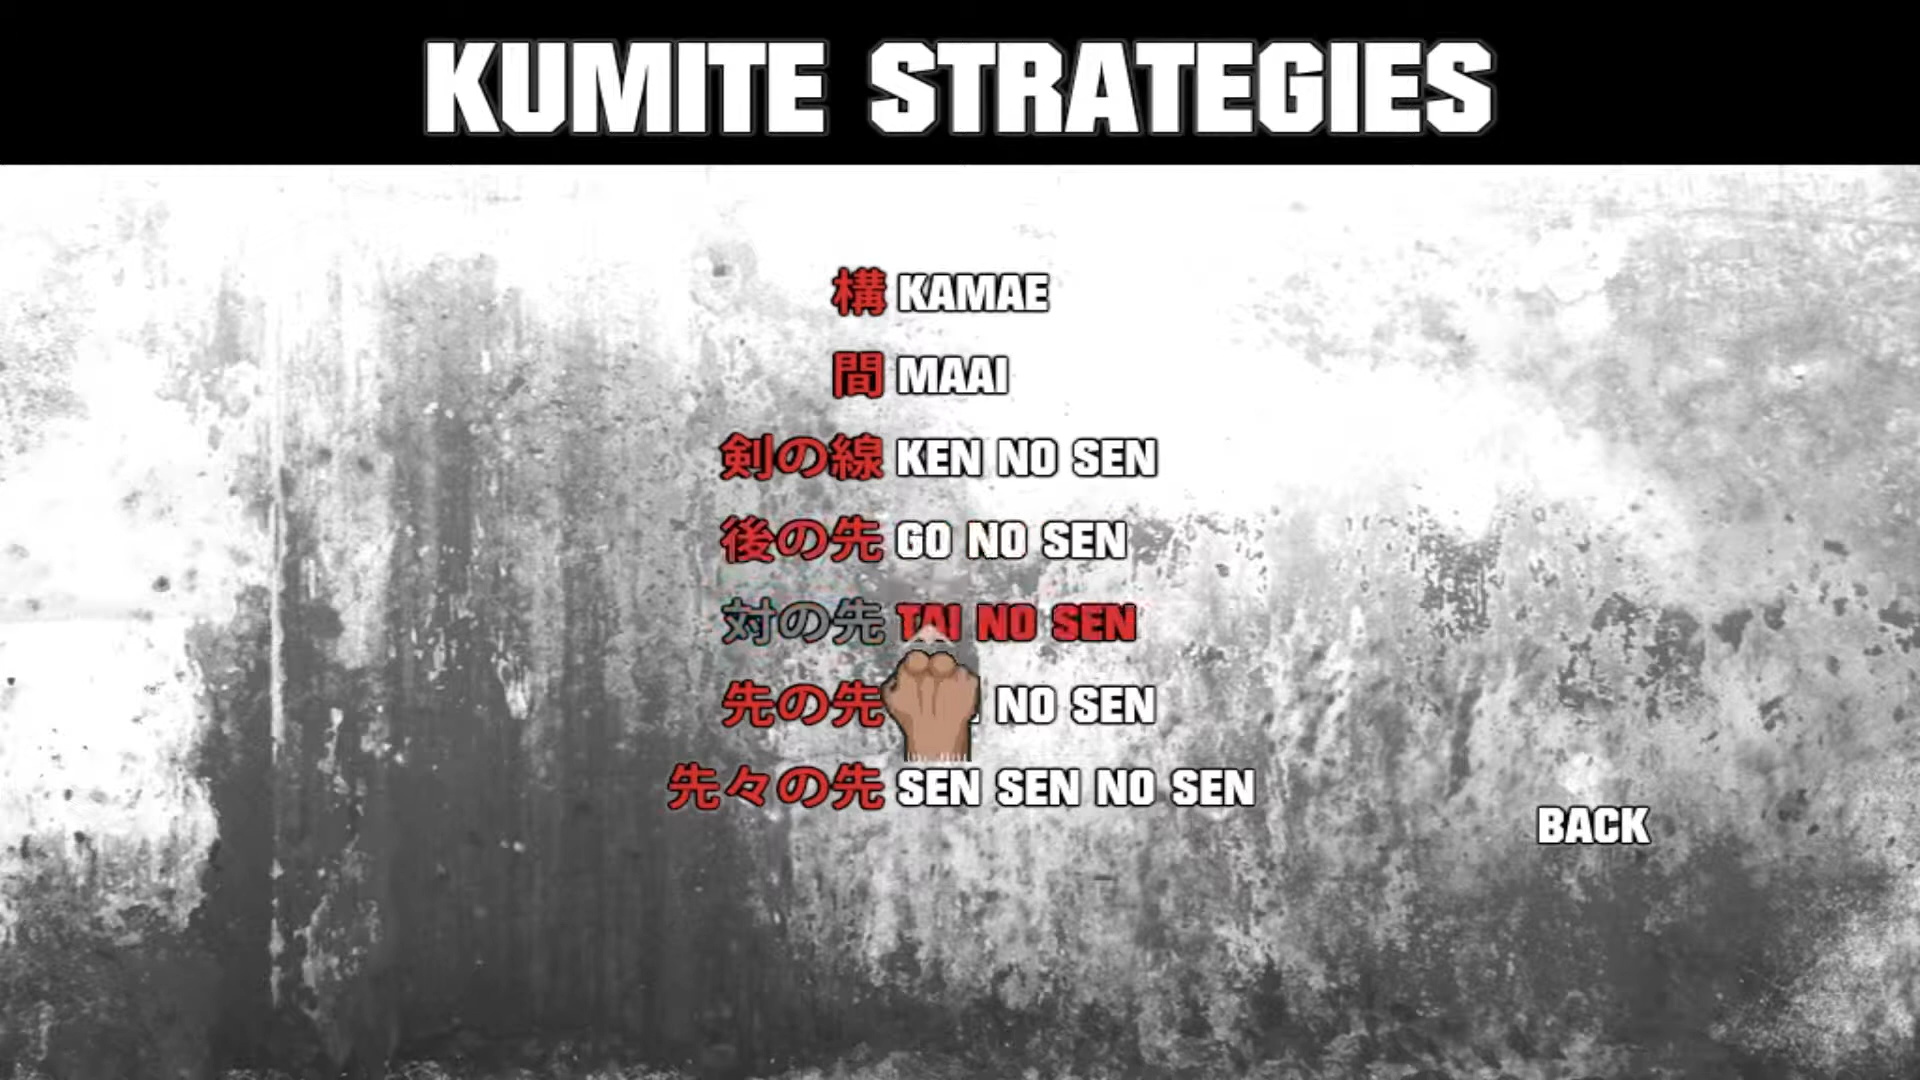 KUMITE STRATEGIES
構 KAMAE
間 MAAI
剣の線 KEN NO SEN
後の先 GO NO SEN
対の先 TAI NO SEN
先の先 NO SEN
先々の先 SEN SEN NO SEN
BACK